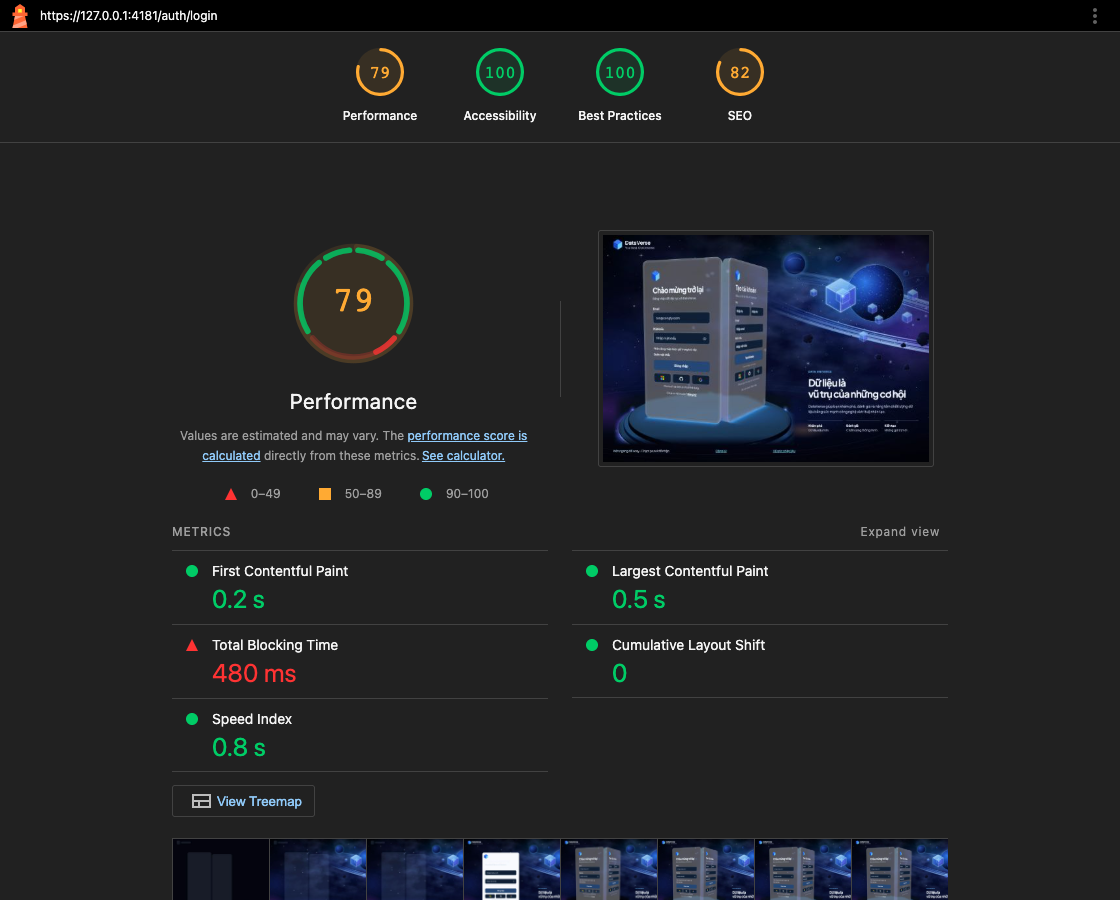 https://127.0.0.1:4181/auth/login
79
100
100
82
Performance
Accessibility
Best Practices
SEO
79
Performance
Values are estimated and may vary. The performance score is
calculated directly from these metrics. See calculator.
0–49
50–89
90–100
DataVerse
Chào mừng trở lại
Tạo tài khoản
Dữ liệu là
vũ trụ của những cơ hội
METRICS
Expand view
First Contentful Paint
0.2 s
Largest Contentful Paint
0.5 s
Total Blocking Time
480 ms
Cumulative Layout Shift
0
Speed Index
0.8 s
View Treemap